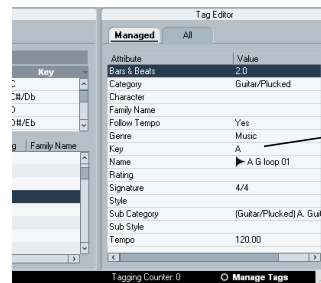 Tag Editor
Managed All
Key
C
C#/Db
D
D#/Eb
Family Name
Attribute Value
Bars & Beats 2.0
Category Guitar/Plucked
Character
Family Name
Follow Tempo Yes
Genre Music
Key A
Name A G loop 01
Rating
Signature 4/4
Style
Sub Category (Guitar/Plucked) A. Guit
Sub Style
Tempo 120.00
Tagging Counter: 0 Manage Tags